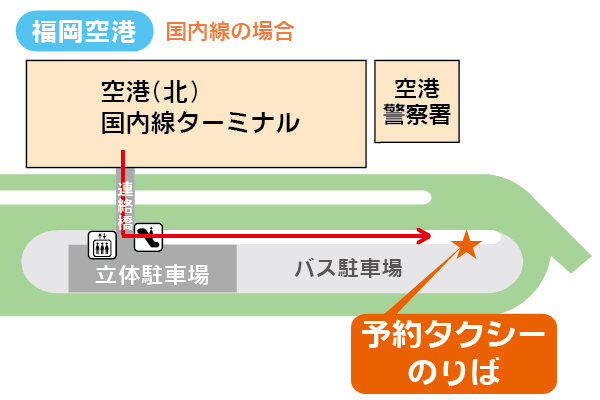 福岡空港
国内線の場合
空港(北)
国内線ターミナル
空港
警察署
連絡橋
立体駐車場
バス駐車場
予約タクシー
のりば